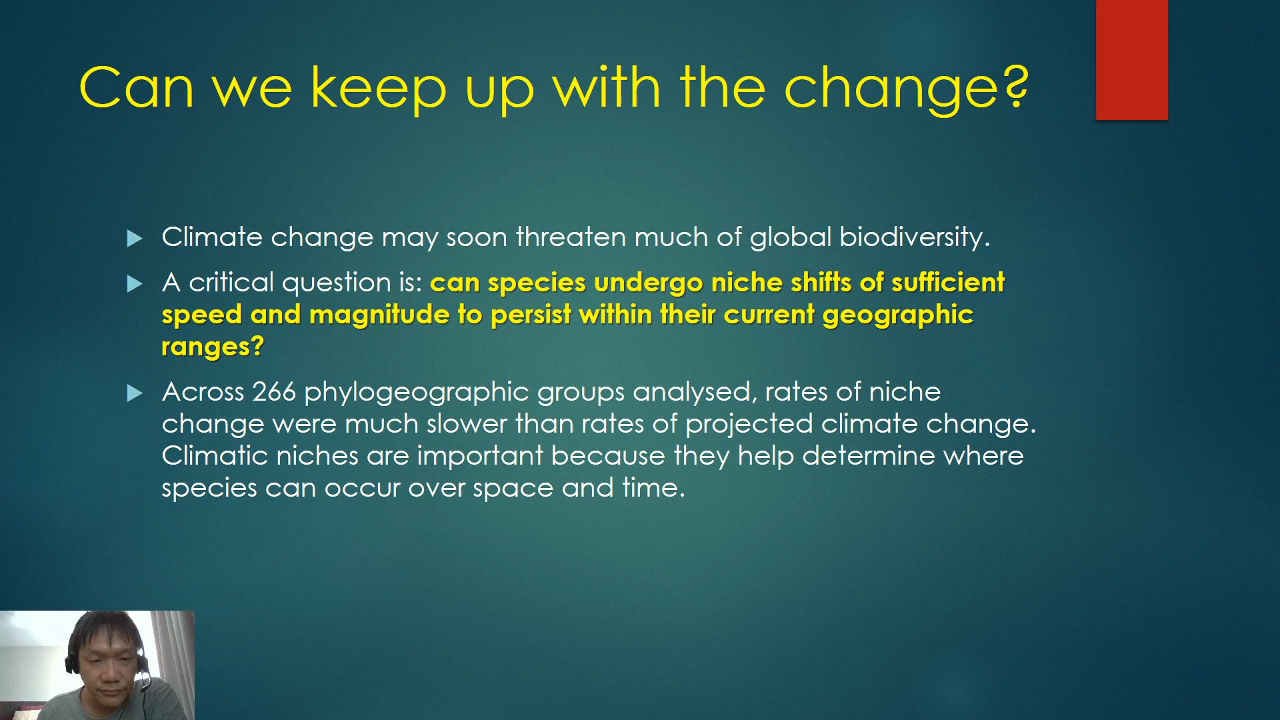 Can we keep up with the change?
Climate change may soon threaten much of global biodiversity.
A critical question is: can species undergo niche shifts of sufficient
speed and magnitude to persist within their current geographic
ranges?
Across 266 phylogeographic groups analysed, rates of niche
change were much slower than rates of projected climate change.
Climatic niches are important because they help determine where
species can occur over space and time.